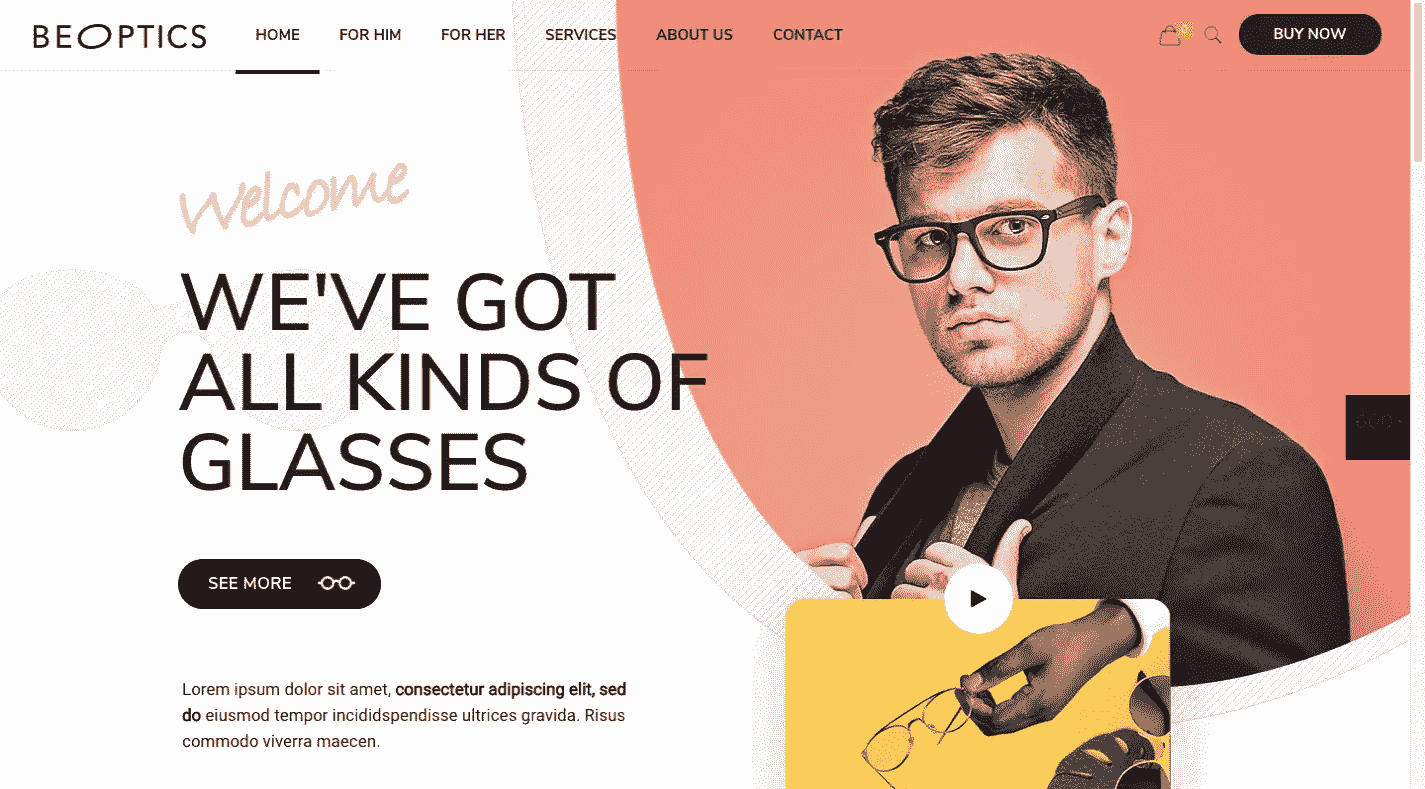 BEOPTICS
HOME FOR HIM FOR HER SERVICES ABOUT US CONTACT
BUY NOW
Welcome
WE'VE GOT
ALL KINDS OF
GLASSES
SEE MORE
Lorem ipsum dolor sit amet, consectetur adipiscing elit, sed
do eiusmod tempor incididspendisse ultrices gravida. Risus
commodo viverra maecen.